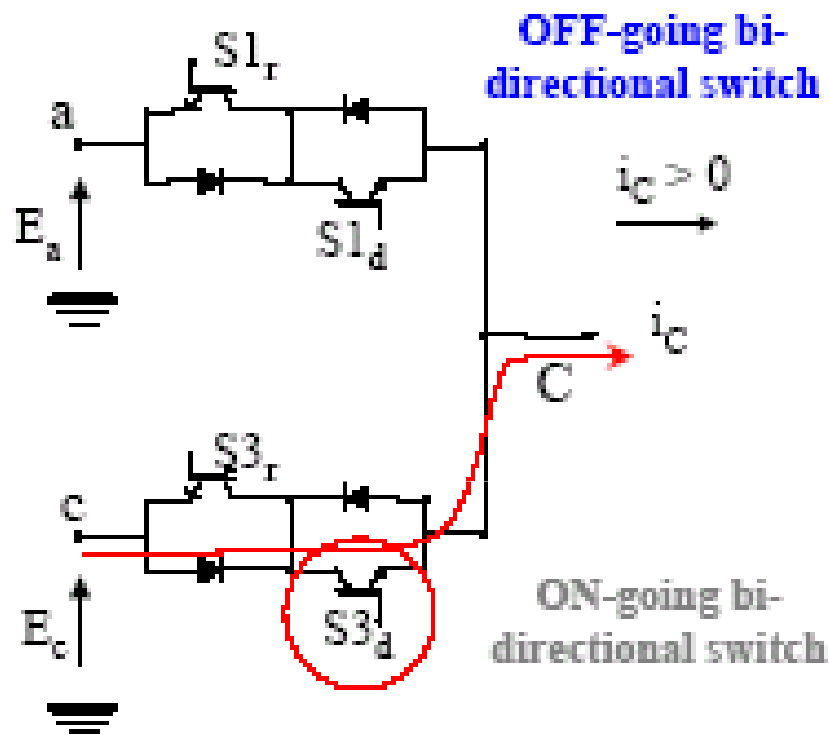 OFF-going bi-
directional switch
S1r
a
iC > 0
Ea
S1d
iC
C
S3r
c
ON-going bi-
directional switch
Ec
S3d